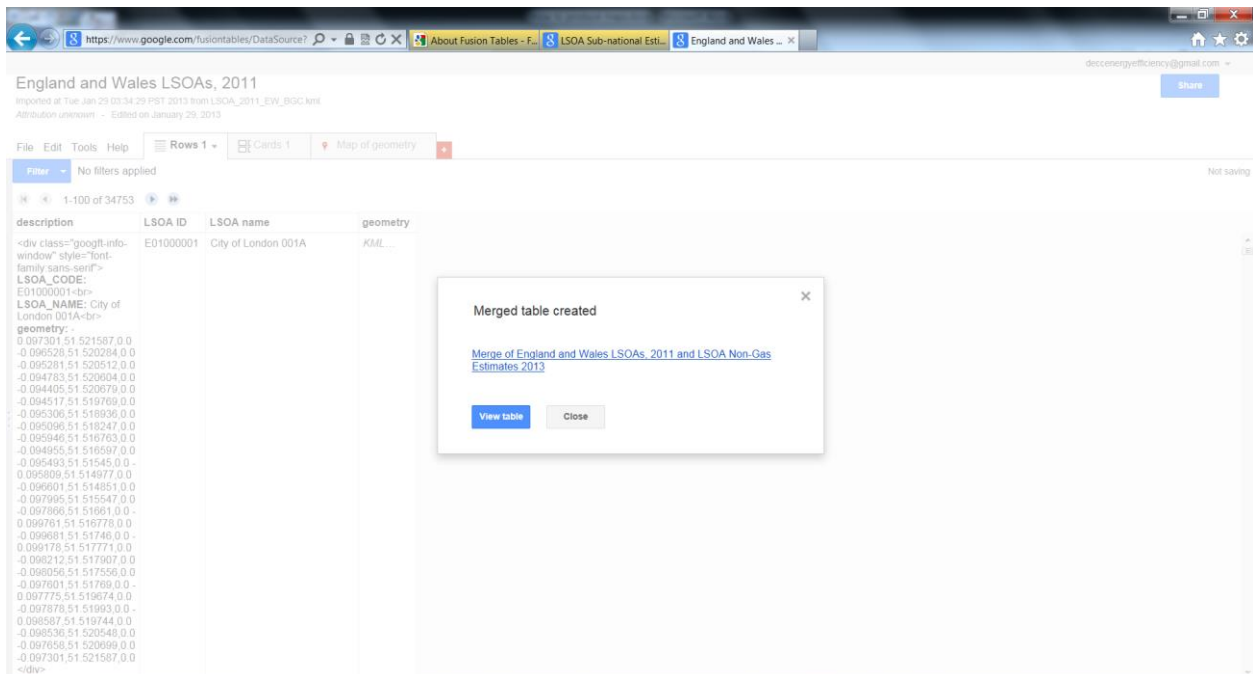 https://www.google.com/fusiontables/DataSource?
About Fusion Tables - F...
LSOA Sub-national Esti...
England and Wales ...
deccenergyefficiency@gmail.com
England and Wales LSOAs, 2011
Share
Imported at Tue Jan 29 03:34:29 PST 2013 from LSOA_2011_EW_BGC.kml
Attribution unknown - Edited on January 29, 2013
File Edit Tools Help
Rows 1
Cards 1
Map of geometry
Filter
No filters applied
Not saving
1-100 of 34753
description LSOA ID LSOA name geometry
<div class="googft-info- E01000001 City of London 001A KML...
window" style="font-
family:sans-serif">
LSOA_CODE:
E01000001<br>
LSOA_NAME: City of
London 001A<br>
geometry: -
0.097301,51.521587,0.0
-0.096528,51.520284,0.0
-0.095281,51.520512,0.0
-0.094783,51.520604,0.0
-0.094405,51.520679,0.0
-0.094517,51.519769,0.0
-0.095306,51.518936,0.0
-0.095096,51.518247,0.0
-0.095946,51.516763,0.0
-0.094955,51.516597,0.0
-0.095493,51.51545,0.0 -
0.095809,51.514977,0.0
-0.096601,51.514851,0.0
-0.097995,51.515547,0.0
-0.097866,51.51661,0.0 -
0.099761,51.516778,0.0
-0.099681,51.51746,0.0 -
0.099178,51.517771,0.0
-0.098212,51.517907,0.0
-0.098056,51.517556,0.0
-0.097601,51.51769,0.0 -
0.097775,51.519674,0.0
-0.097878,51.51993,0.0 -
0.098587,51.519744,0.0
-0.098536,51.520548,0.0
-0.097658,51.520699,0.0
-0.097301,51.521587,0.0
</div>
Merged table created
Merge of England and Wales LSOAs, 2011 and LSOA Non-Gas
Estimates 2013
View table
Close